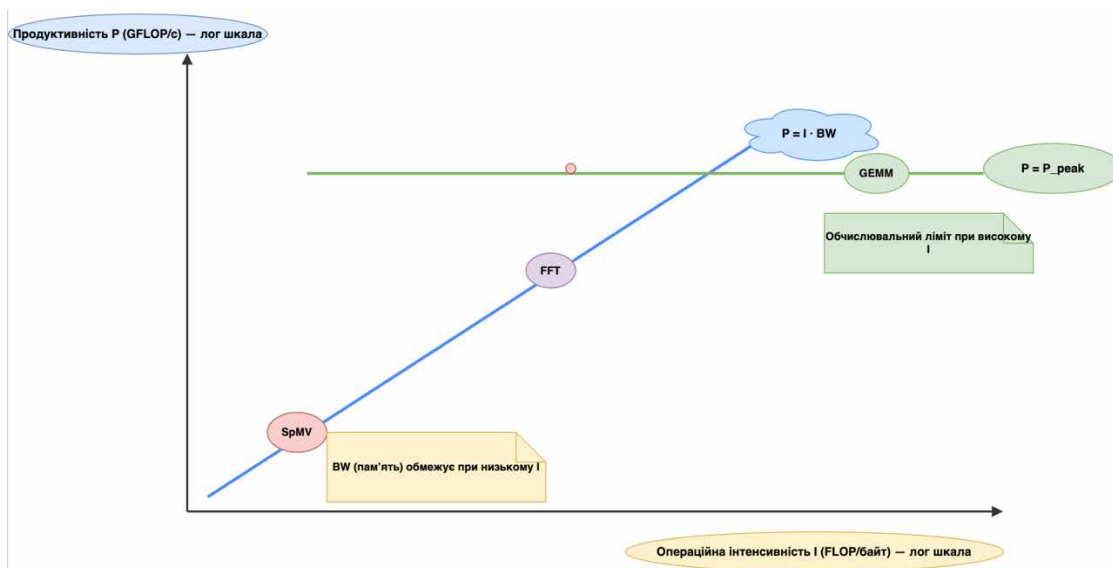 Продуктивність P (GFLOP/с) — лог шкала
P = I · BW
GEMM
P = P_peak
Обчислювальний ліміт при високому
I
FFT
SpMV
BW (пам'ять) обмежує при низькому I
Операційна інтенсивність I (FLOP/байт) — лог шкала